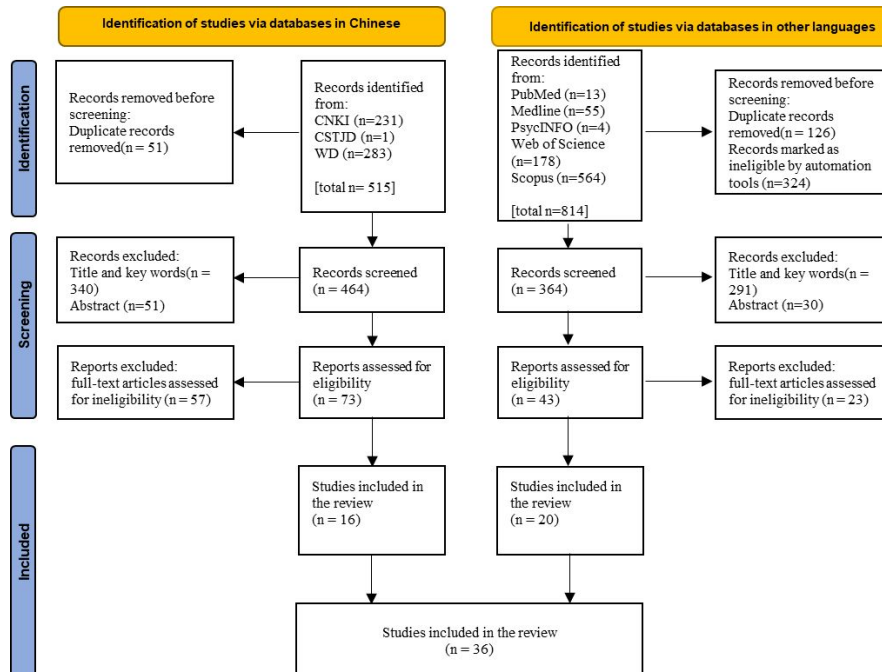 Identification of studies via databases in Chinese
Identification of studies via databases in other languages
Identification
Records removed before
screening:
Duplicate records
removed(n = 51)
Records identified
from:
CNKI (n=231)
CSTJD (n=1)
WD (n=283)
[total n= 515]
Records identified
from:
PubMed (n=13)
Medline (n=55)
PsycINFO (n=4)
Web of Science
(n=178)
Scopus (n=564)
[total n=814]
Records removed before
screening:
Duplicate records
removed(n = 126)
Records marked as
ineligible by automation
tools (n=324)
Screening
Records excluded:
Title and key words(n =
340)
Abstract (n=51)
Records screened
(n = 464)
Records screened
(n = 364)
Records excluded:
Title and key words(n =
291)
Abstract (n=30)
Reports excluded:
full-text articles assessed
for ineligibility (n = 57)
Reports assessed for
eligibility
(n = 73)
Reports assessed for
eligibility
(n = 43)
Reports excluded:
full-text articles assessed
for ineligibility (n = 23)
Included
Studies included in
the review
(n = 16)
Studies included in
the review
(n = 20)
Studies included in the review
(n = 36)